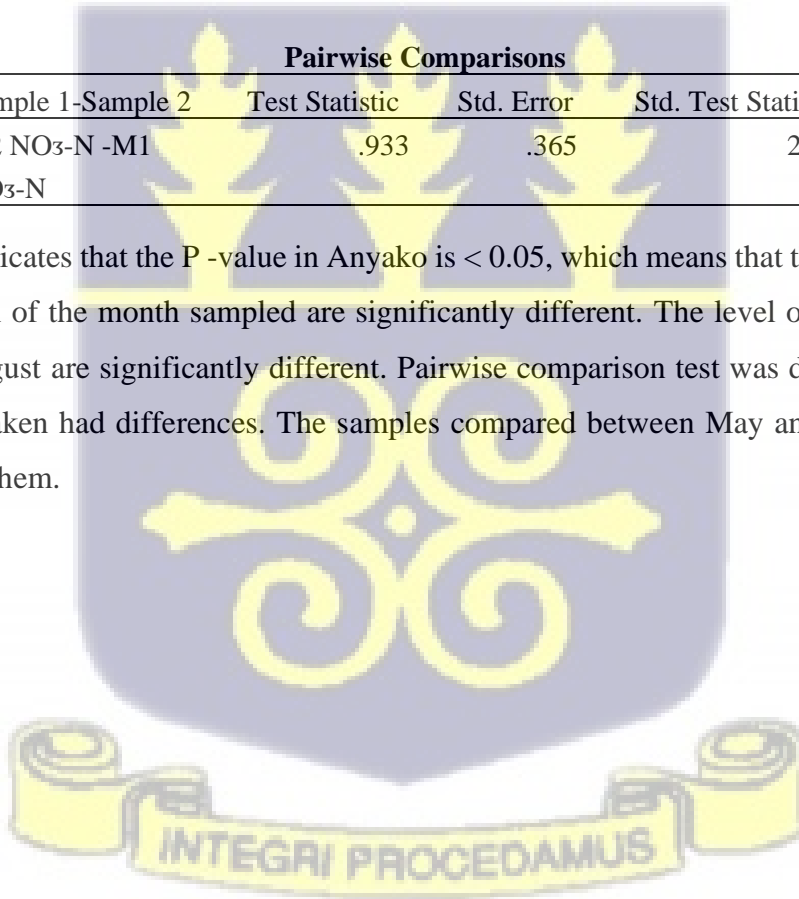 Pairwise Comparisons
mple 1-Sample 2 Test Statistic Std. Error Std. Test Stati
NO₃-N -M1 .933 .365 2
₃-N
icates that the P -value in Anyako is < 0.05, which means that t
of the month sampled are significantly different. The level o
gust are significantly different. Pairwise comparison test was d
aken had differences. The samples compared between May an
hem.
INTEGRI PROCEDAMUS